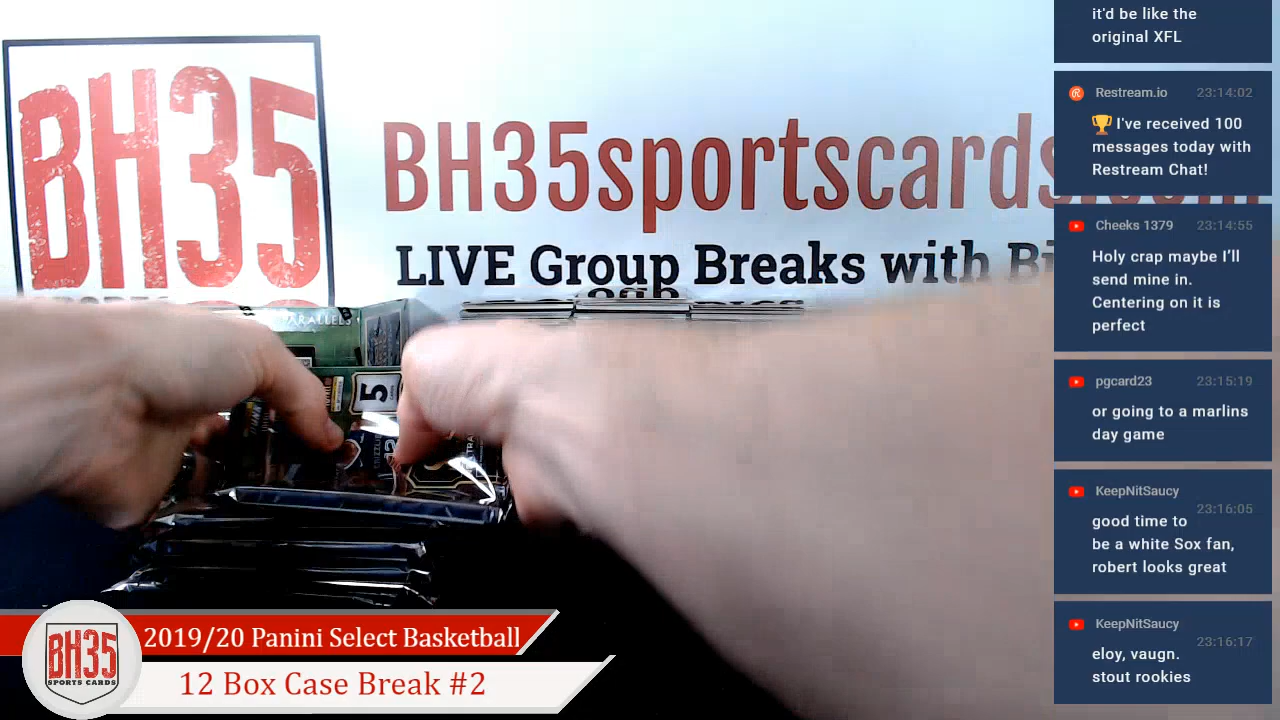 BH35
BH35sportscards.com
LIVE Group Breaks with Bi
PARALLELS
5
it'd be like the
original XFL
Restream.io 23:14:02
🏆 I've received 100
messages today with
Restream Chat!
Cheeks 1379 23:14:55
Holy crap maybe I'll
send mine in.
Centering on it is
perfect
pgcard23 23:15:19
or going to a marlins
day game
KeepNitSaucy 23:16:05
good time to
be a white Sox fan,
robert looks great
KeepNitSaucy 23:16:17
eloy, vaugn.
stout rookies
BH35
SPORTS CARDS
2019/20 Panini Select Basketball
12 Box Case Break #2